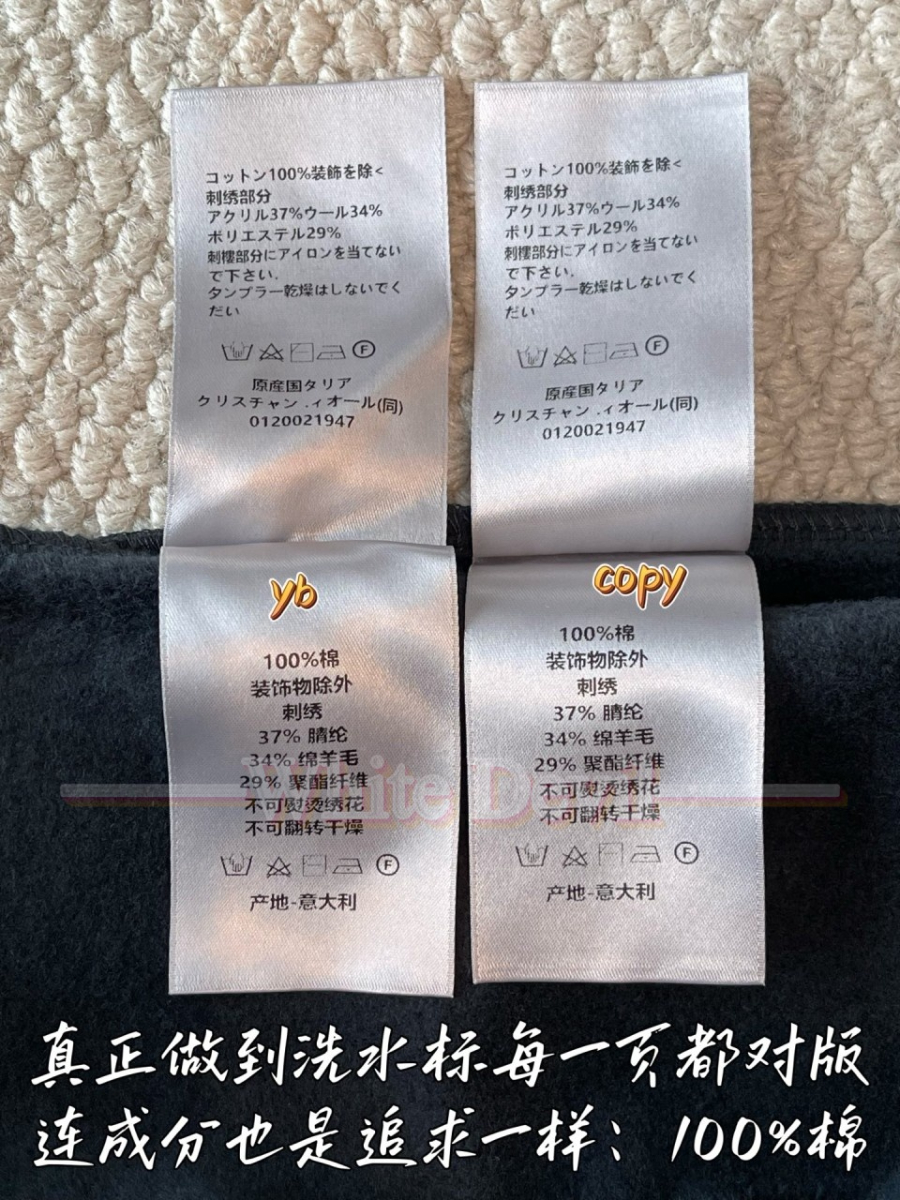 コットン100%装飾を除<
刺绣部分
アクリル37%ウール34%
ポリエステル29%
刺樓部分にアイロンを当てない
で下さい.
タンプラー乾燥はしないでく
だい
F
原産国タリア
クリスチャン .ィオール(同)
0120021947
コットン100%装飾を除<
刺绣部分
アクリル37%ウール34%
ポリエステル29%
刺樓部分にアイロンを当てない
で下さい.
タンプラー乾燥はしないでく
だい
F
原産国タリア
クリスチャン .ィオール(同)
0120021947
yb
100%棉
装饰物除外
刺绣
37% 腈纶
34% 绵羊毛
29% 聚酯纤维
不可熨烫绣花
不可翻转干燥
F
产地-意大利
copy
100%棉
装饰物除外
刺绣
37% 腈纶
34% 绵羊毛
29% 聚酯纤维
不可熨烫绣花
不可翻转干燥
F
产地-意大利
White
真正做到洗水标每一页都对版
连成分也是追求一样：100%棉